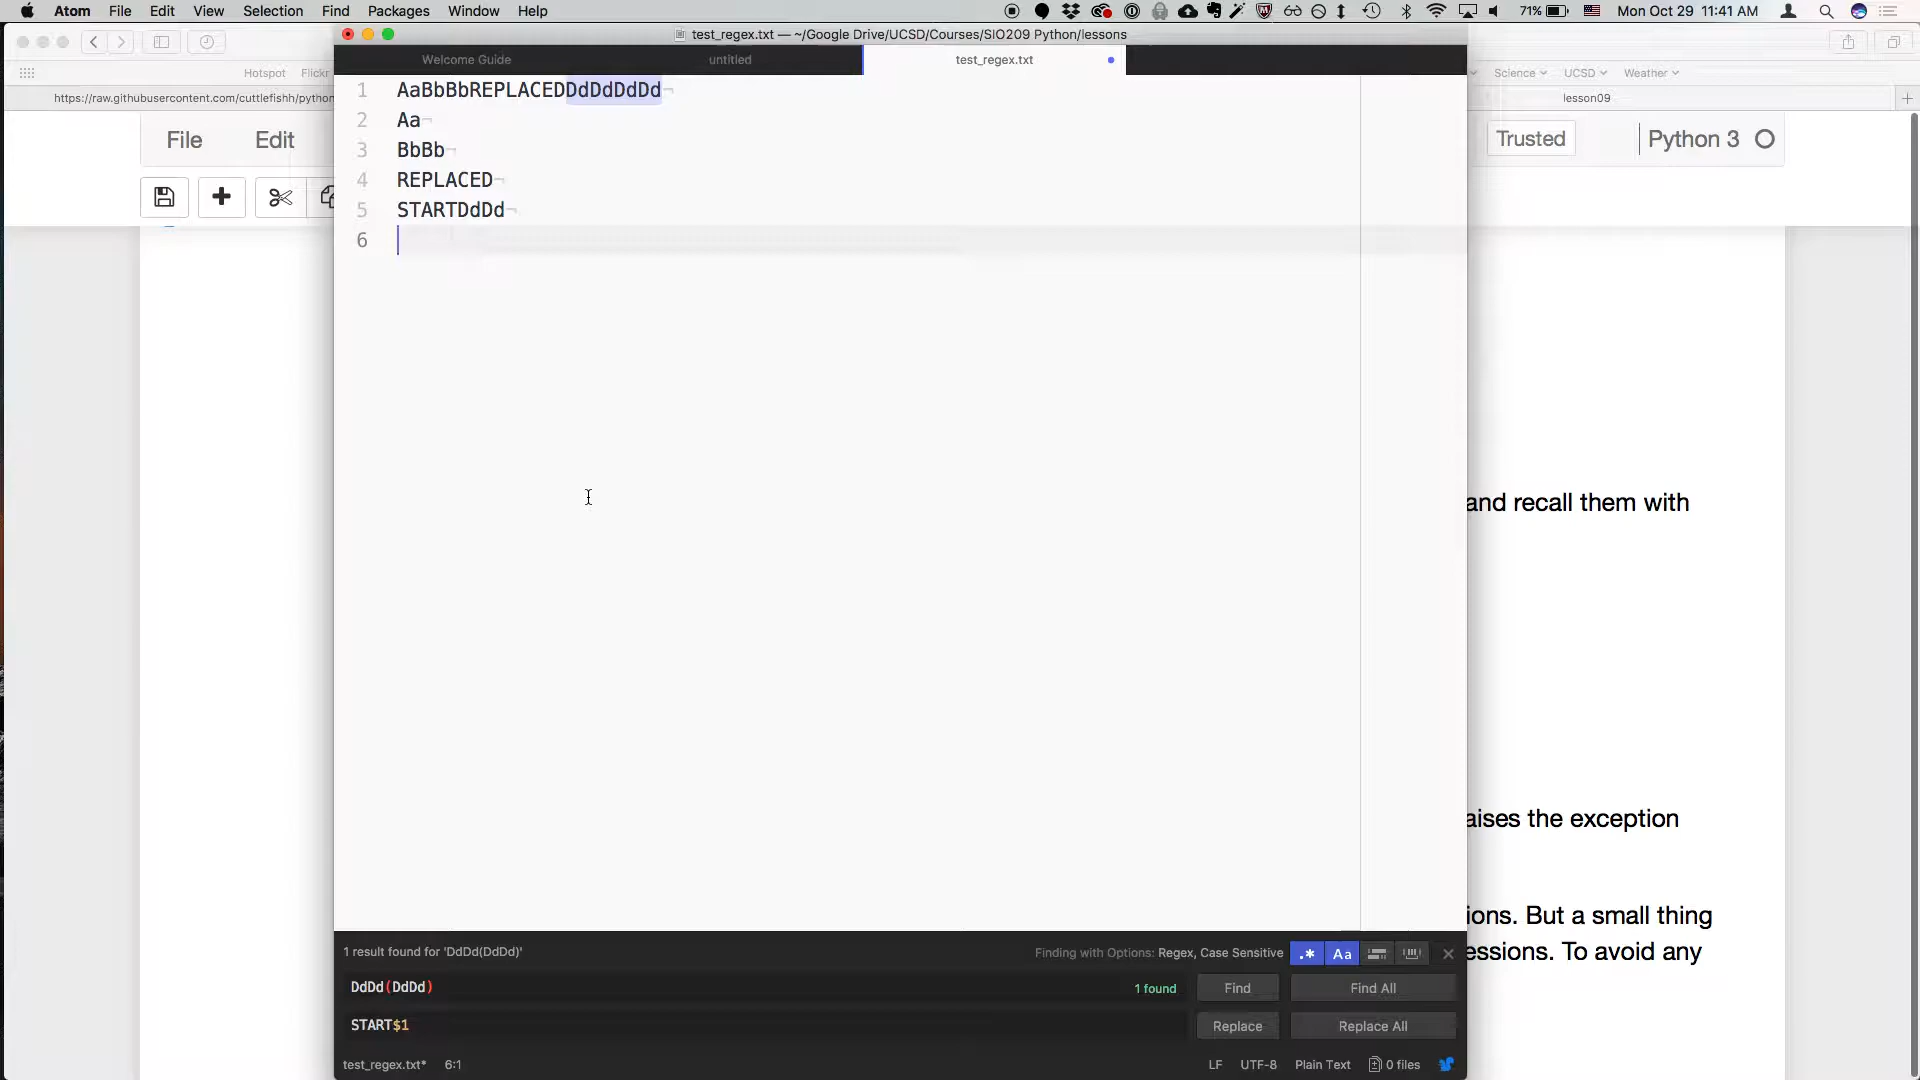 Atom File Edit View Selection Find Packages Window Help 71% Mon Oct 29 11:41 AM
test_regex.txt — ~/Google Drive/UCSD/Courses/SIO209 Python/lessons
Hotspot Flickr
Science UCSD Weather
Welcome Guide untitled test_regex.txt
https://raw.githubusercontent.com/cuttlefishh/python
lesson09
File Edit
Trusted Python 3
1 AaBbBbREPLACEDDdDdDdDd¬
2 Aa¬
3 BbBb¬
4 REPLACED¬
5 STARTDdDd¬
6
and recall them with
aises the exception
ions. But a small thing
essions. To avoid any
1 result found for 'DdDd(DdDd)' Finding with Options: Regex, Case Sensitive .* Aa
DdDd(DdDd) 1 found Find Find All
START$1 Replace Replace All
test_regex.txt* 6:1 LF UTF-8 Plain Text 0 files